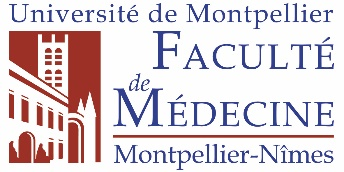 Université de Montpellier
FACULTÉ
de
MÉDECINE
Montpellier-Nîmes